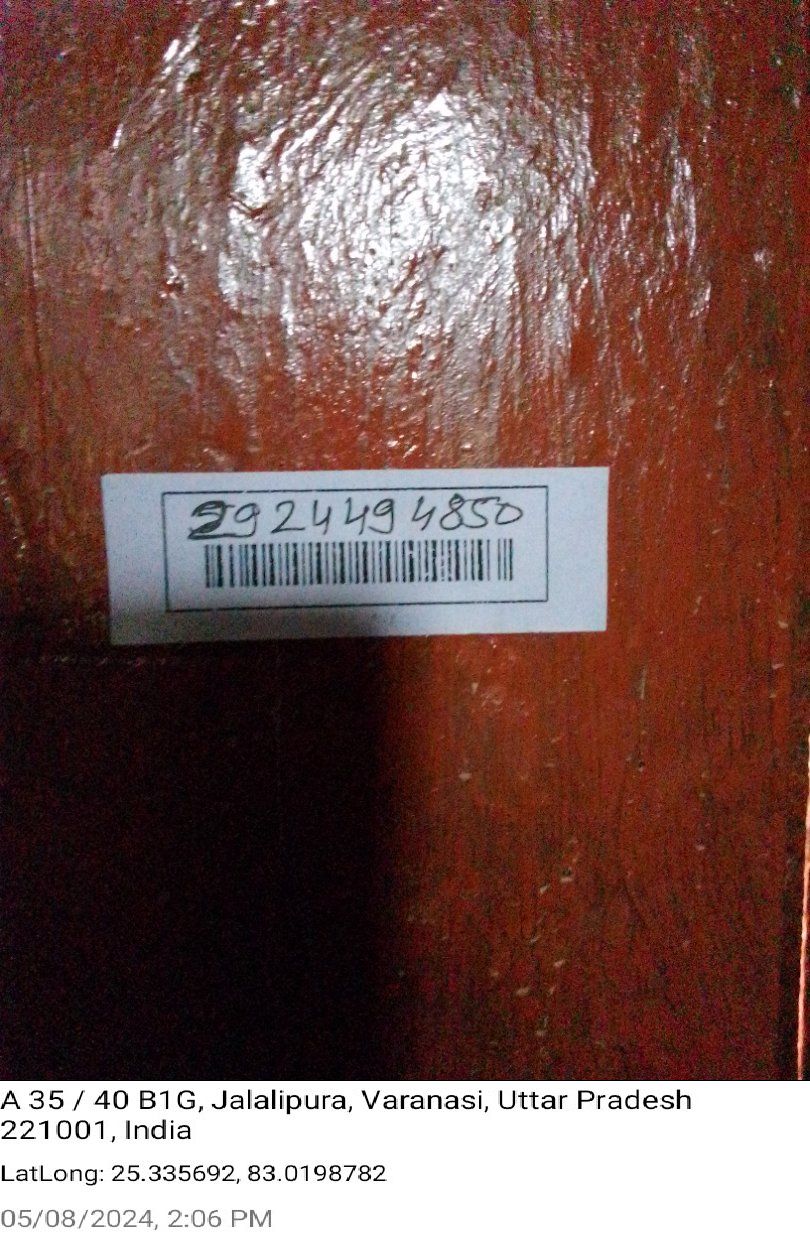 9924494850
A 35 / 40 B1G, Jalalipura, Varanasi, Uttar Pradesh
221001, India
LatLong: 25.335692, 83.0198782
05/08/2024, 2:06 PM